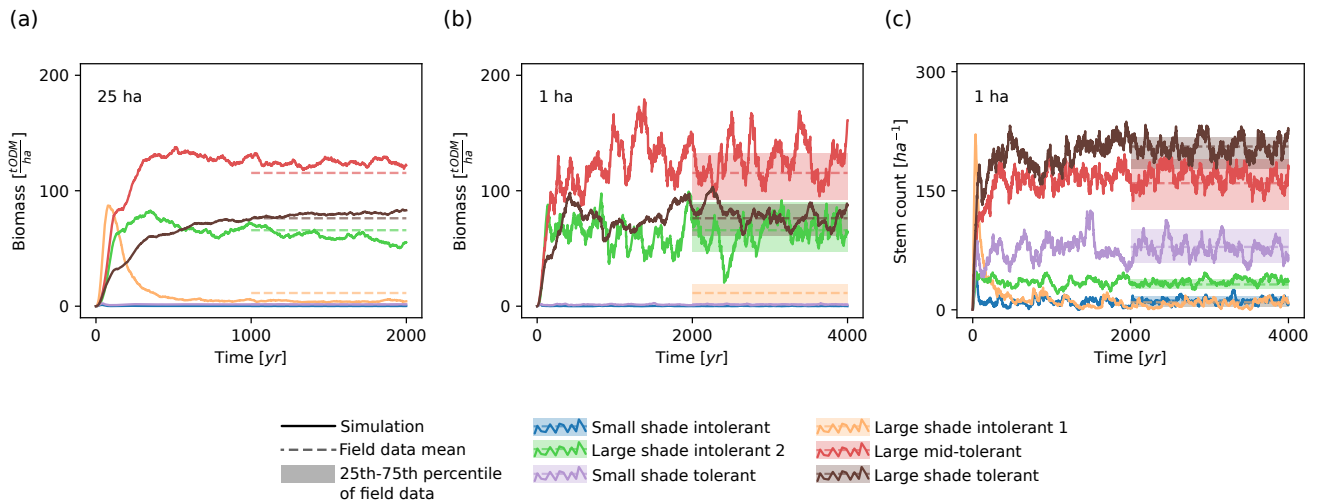 (a)
(b)
(c)
200
100
0
Biomass [tODM/ha]
25 ha
0
1000
2000
Time [yr]
200
100
0
Biomass [tODM/ha]
1 ha
0
2000
4000
Time [yr]
300
150
0
Stem count [ha⁻¹]
1 ha
0
2000
4000
Time [yr]
Simulation
Field data mean
25th-75th percentile
of field data
Small shade intolerant
Large shade intolerant 2
Small shade tolerant
Large shade intolerant 1
Large mid-tolerant
Large shade tolerant